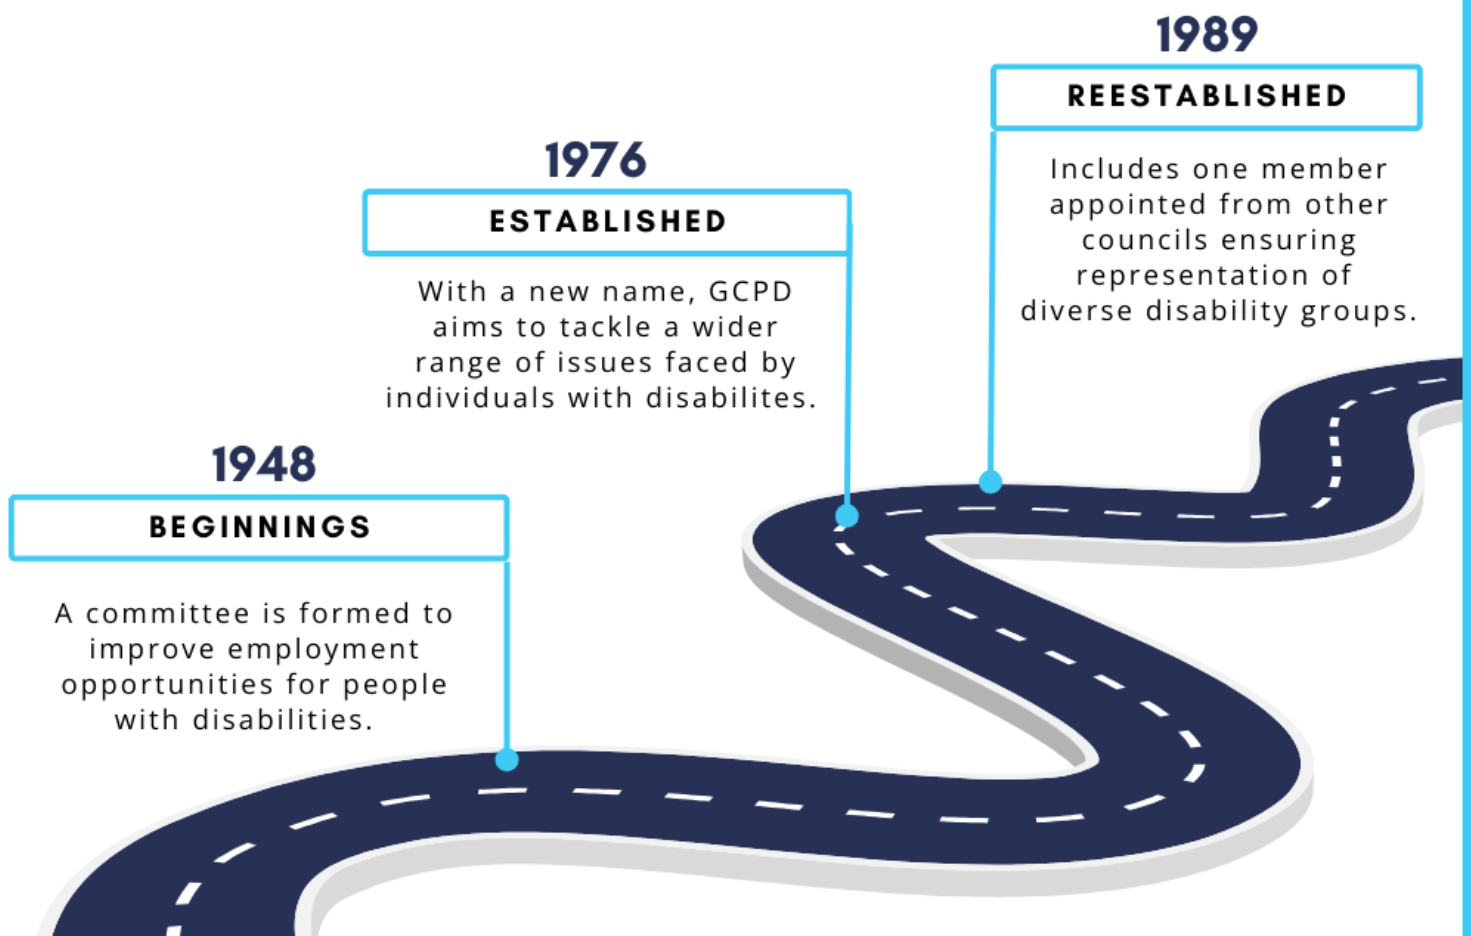 1948
BEGINNINGS
A committee is formed to
improve employment
opportunities for people
with disabilities.
1976
ESTABLISHED
With a new name, GCPD
aims to tackle a wider
range of issues faced by
individuals with disabilites.
1989
REESTABLISHED
Includes one member
appointed from other
councils ensuring
representation of
diverse disability groups.